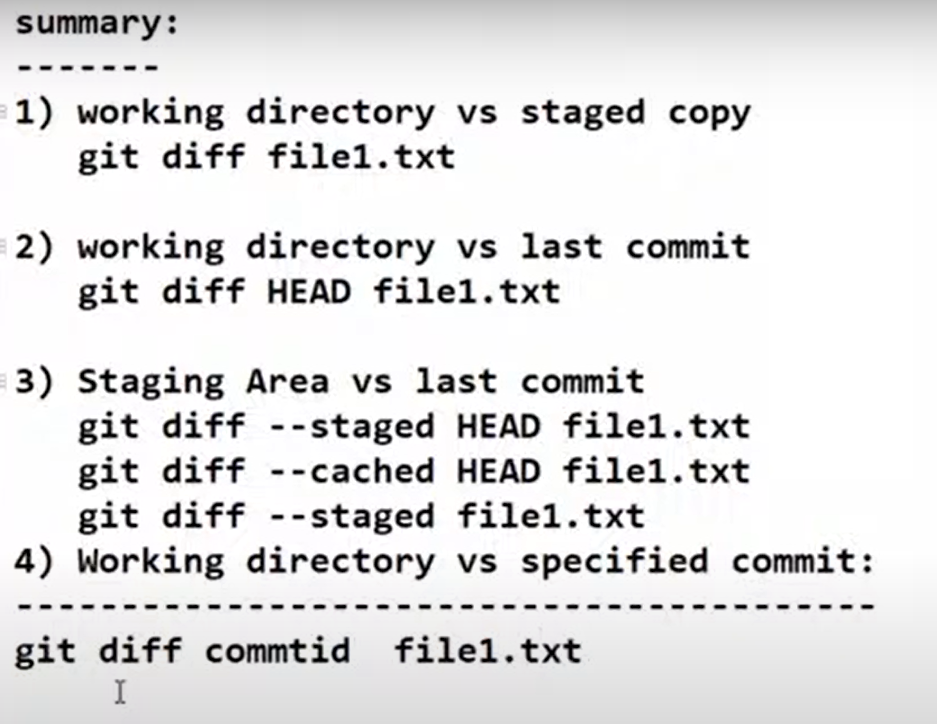 summary:
-------
1) working directory vs staged copy
git diff file1.txt
2) working directory vs last commit
git diff HEAD file1.txt
3) Staging Area vs last commit
git diff --staged HEAD file1.txt
git diff --cached HEAD file1.txt
git diff --staged file1.txt
4) Working directory vs specified commit:
-----------------------------------------
git diff commtid  file1.txt